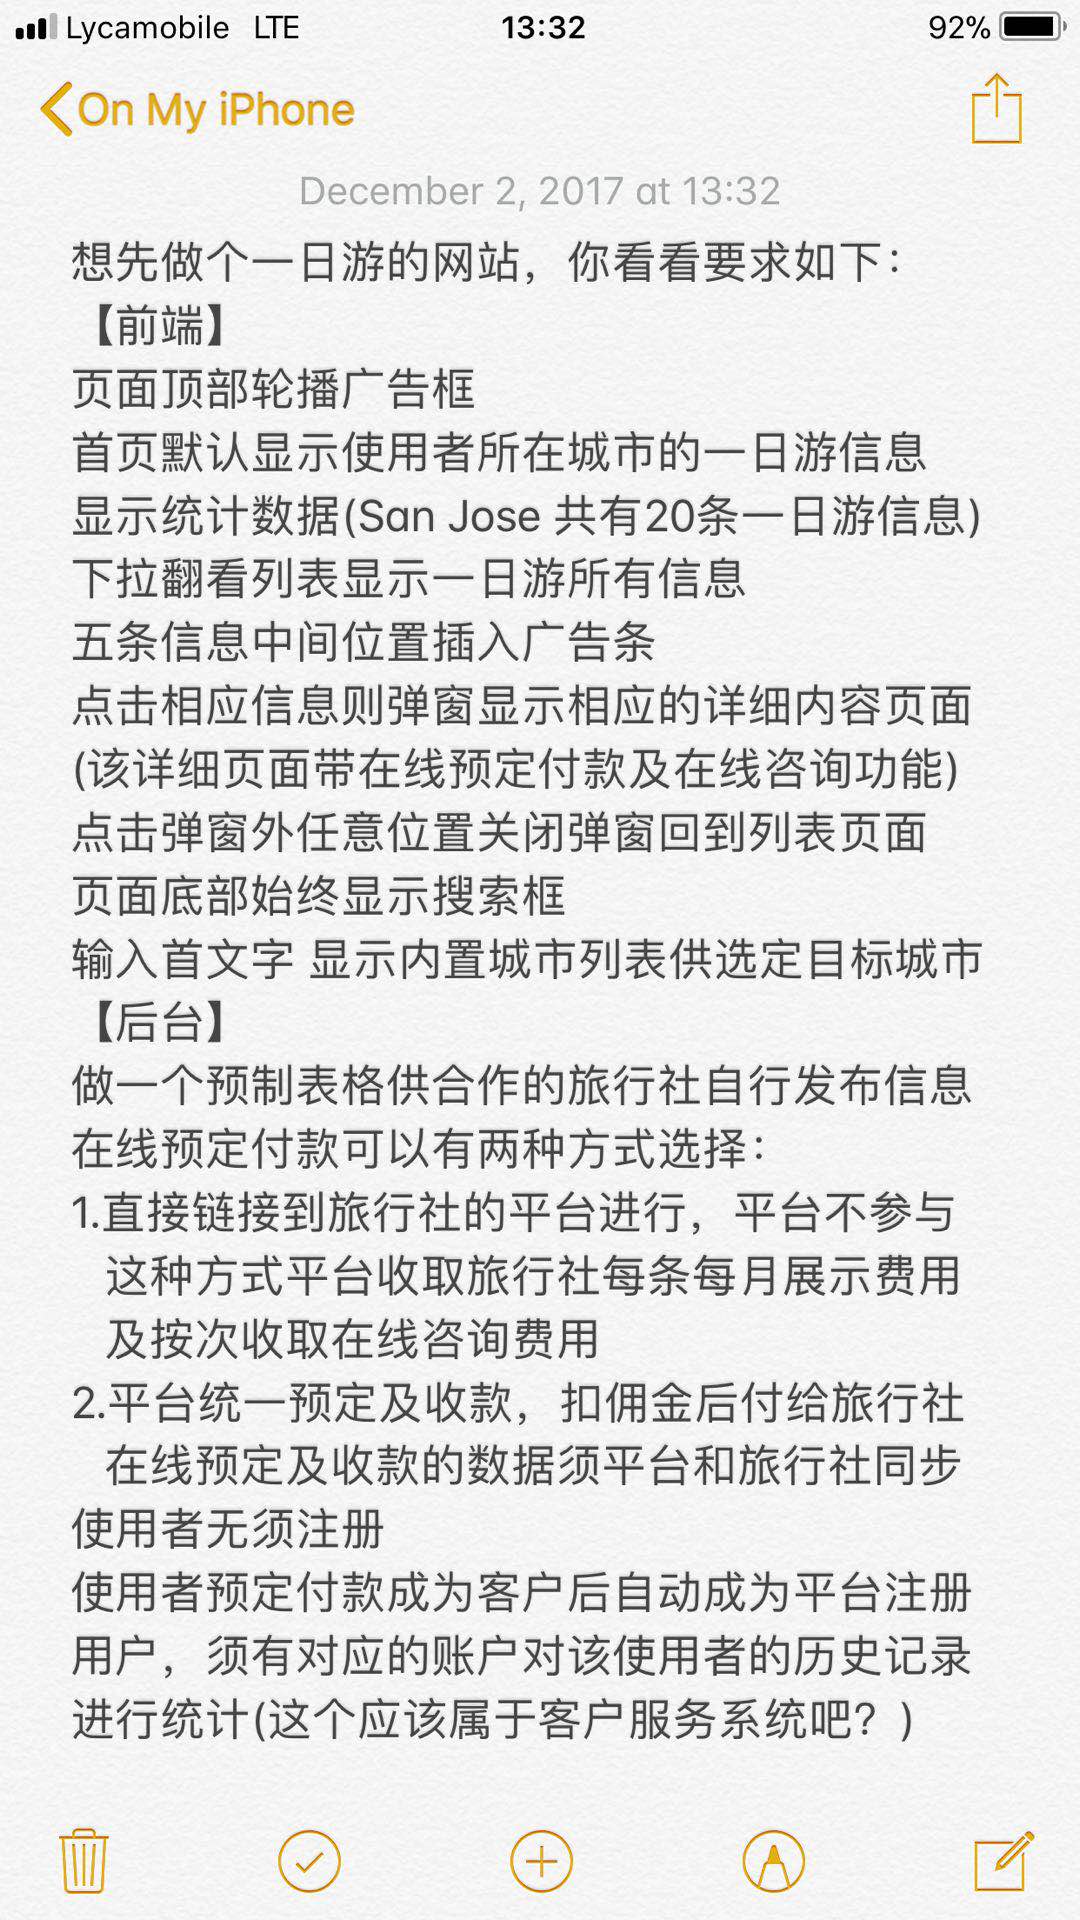 Lycamobile LTE 13:32 92%
On My iPhone
December 2, 2017 at 13:32
想先做个一日游的网站，你看看要求如下：
【前端】
页面顶部轮播广告框
首页默认显示使用者所在城市的一日游信息
显示统计数据(San Jose 共有20条一日游信息)
下拉翻看列表显示一日游所有信息
五条信息中间位置插入广告条
点击相应信息则弹窗显示相应的详细内容页面
(该详细页面带在线预定付款及在线咨询功能)
点击弹窗外任意位置关闭弹窗回到列表页面
页面底部始终显示搜索框
输入首文字 显示内置城市列表供选定目标城市
【后台】
做一个预制表格供合作的旅行社自行发布信息
在线预定付款可以有两种方式选择：
1.直接链接到旅行社的平台进行，平台不参与
这种方式平台收取旅行社每条每月展示费用
及按次收取在线咨询费用
2.平台统一预定及收款，扣佣金后付给旅行社
在线预定及收款的数据须平台和旅行社同步
使用者无须注册
使用者预定付款成为客户后自动成为平台注册
用户，须有对应的账户对该使用者的历史记录
进行统计(这个应该属于客户服务系统吧？)